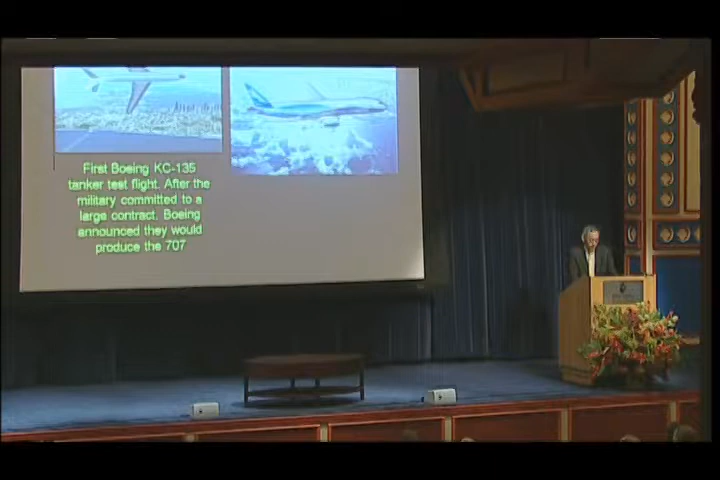 First Boeing KC-135
tanker test flight. After the
military committed to a
large contract, Boeing
announced they would
produce the 707